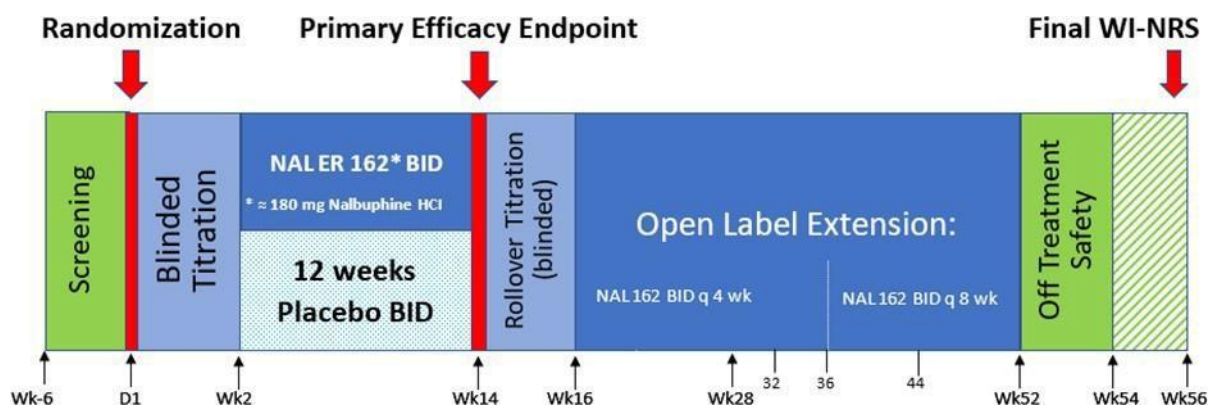 Randomization
Primary Efficacy Endpoint
Final WI-NRS
Screening
Blinded
Titration
NAL ER 162* BID
* ≈ 180 mg Nalbuphine HCl
12 weeks
Placebo BID
Rollover Titration
(blinded)
Open Label Extension:
NAL 162 BID q 4 wk
NAL 162 BID q 8 wk
Off Treatment
Safety
Wk-6
D1
Wk2
Wk14
Wk16
Wk28
32
36
44
Wk52
Wk54
Wk56